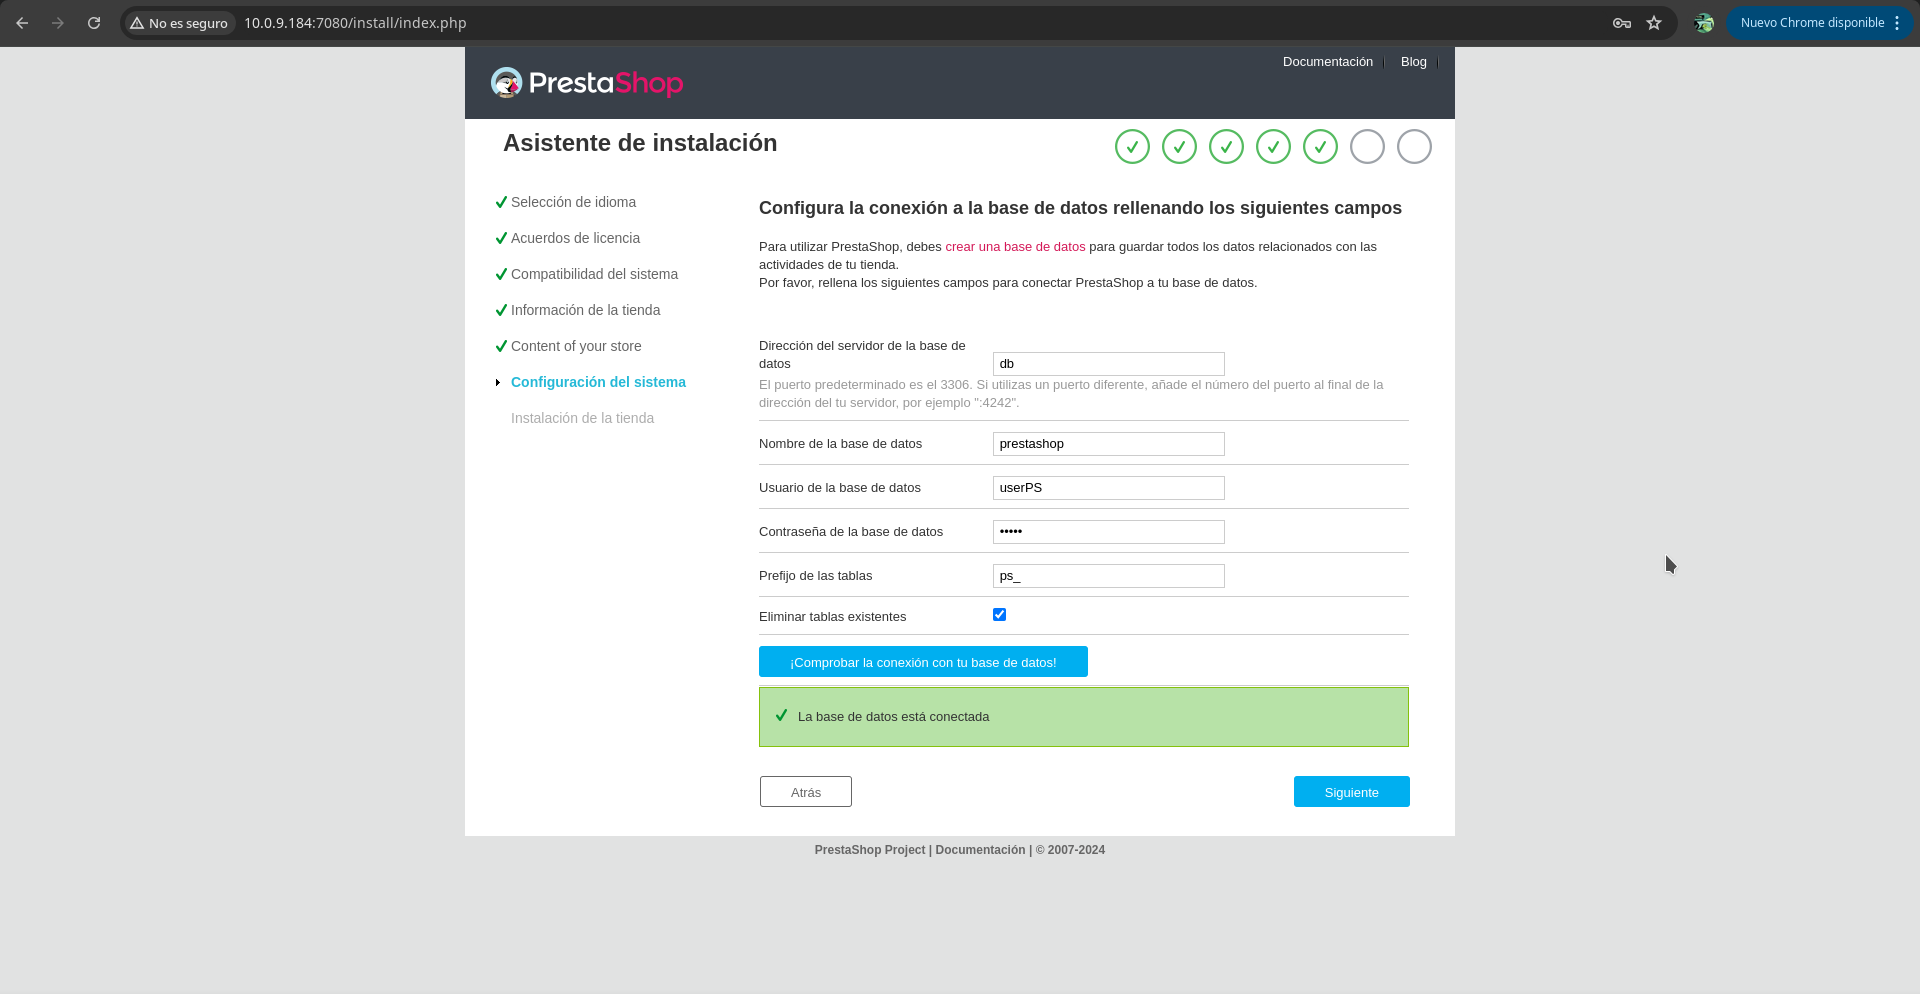 No es seguro
10.0.9.184:7080/install/index.php
Nuevo Chrome disponible
Documentación
Blog
PrestaShop
Asistente de instalación
Selección de idioma
Acuerdos de licencia
Compatibilidad del sistema
Información de la tienda
Content of your store
Configuración del sistema
Instalación de la tienda
Configura la conexión a la base de datos rellenando los siguientes campos
Para utilizar PrestaShop, debes crear una base de datos para guardar todos los datos relacionados con las
actividades de tu tienda.
Por favor, rellena los siguientes campos para conectar PrestaShop a tu base de datos.
Dirección del servidor de la base de
datos
db
El puerto predeterminado es el 3306. Si utilizas un puerto diferente, añade el número del puerto al final de la
dirección del tu servidor, por ejemplo ":4242".
Nombre de la base de datos
prestashop
Usuario de la base de datos
userPS
Contraseña de la base de datos
•••••
Prefijo de las tablas
ps_
Eliminar tablas existentes
¡Comprobar la conexión con tu base de datos!
La base de datos está conectada
Atrás
Siguiente
PrestaShop Project | Documentación | © 2007-2024